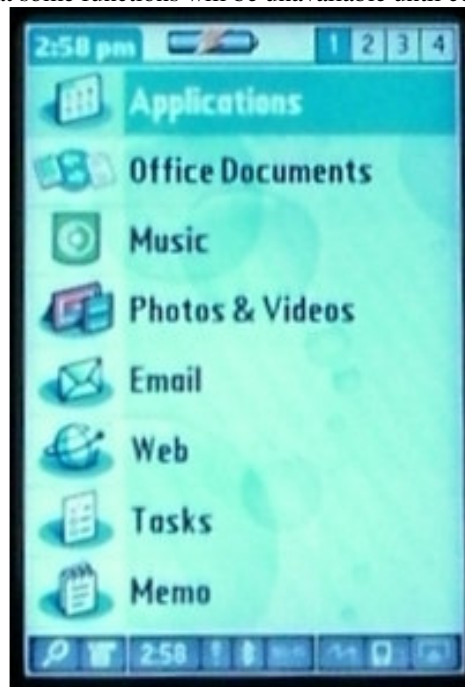 2:58 pm 1 2 3 4
Applications
Office Documents
Music
Photos & Videos
Email
Web
Tasks
Memo
2:58